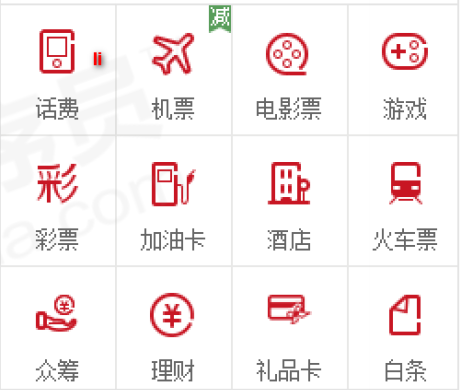 减
li
话费 机票 电影票 游戏
彩
彩票 加油卡 酒店 火车票
¥ ¥
众筹 理财 礼品卡 白条